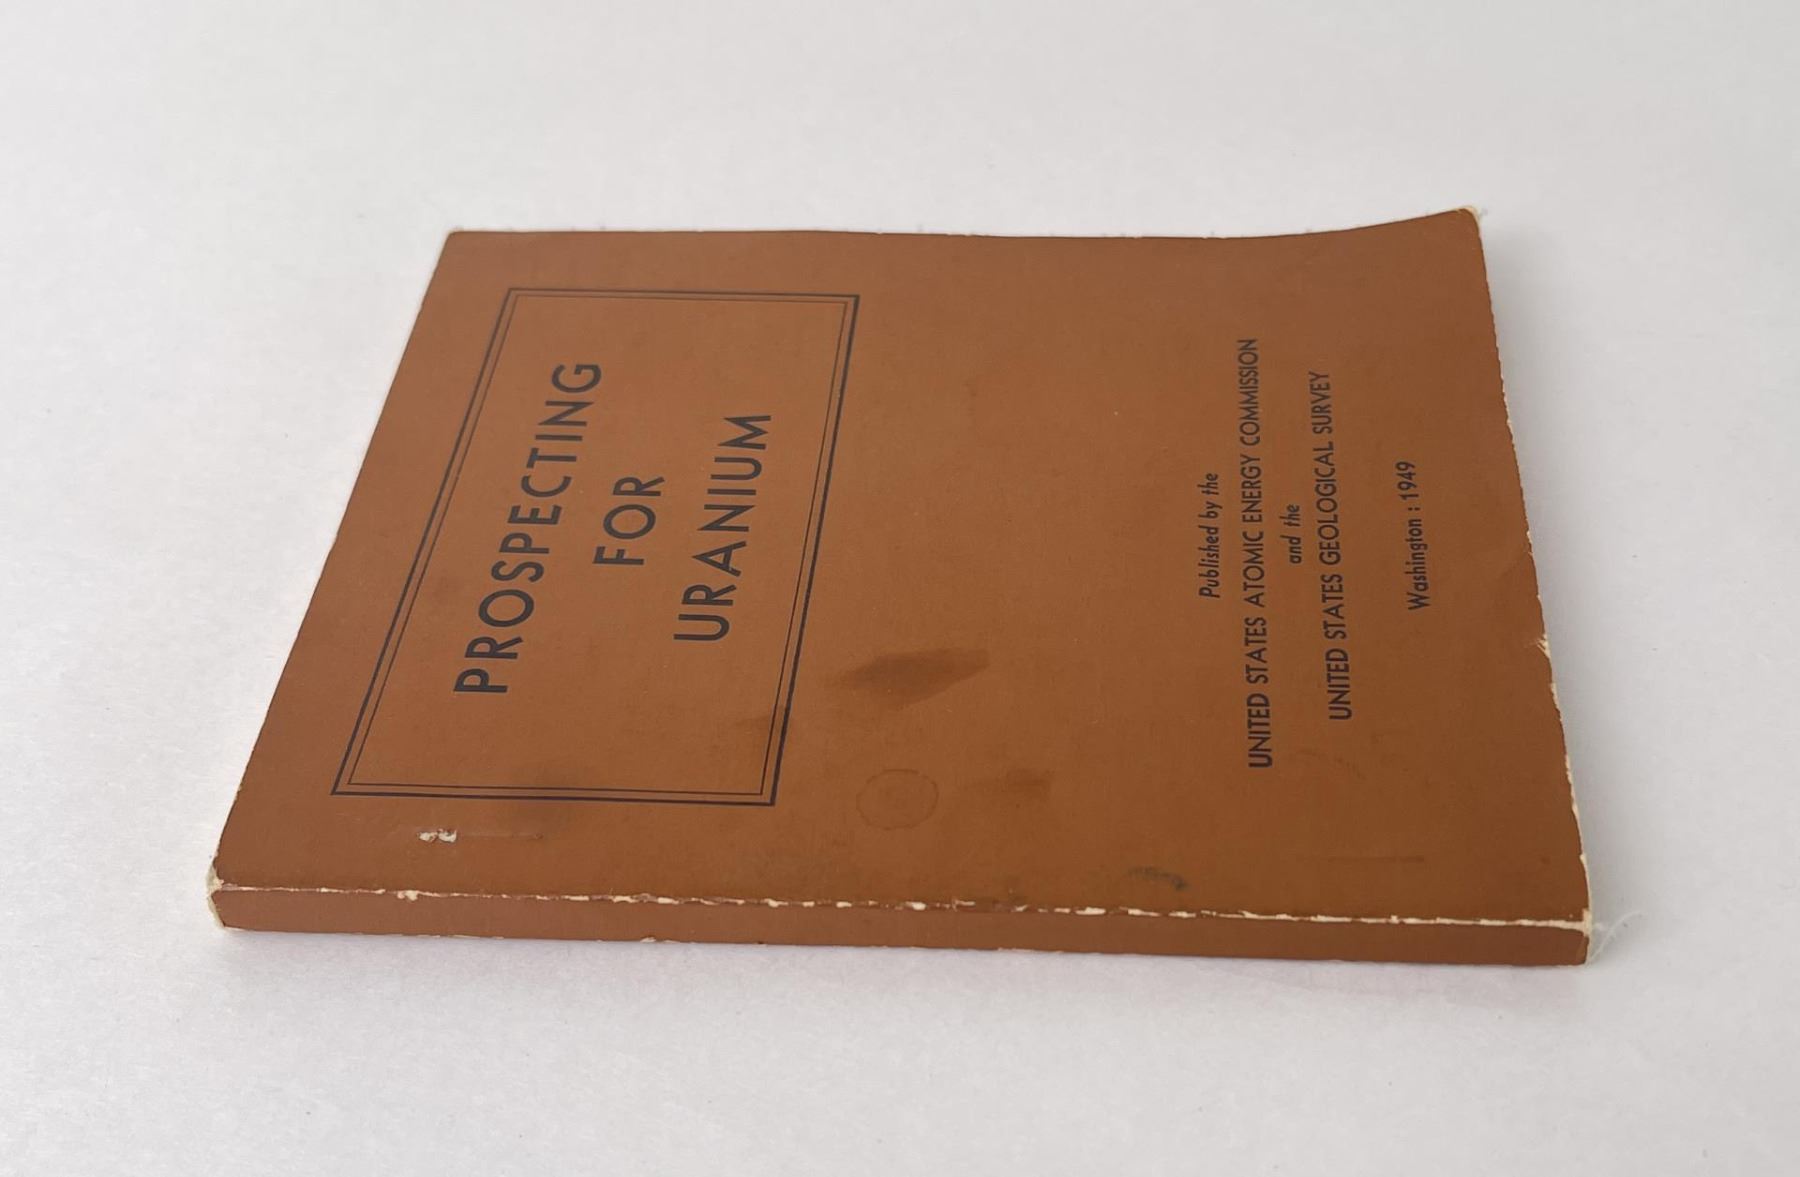 PROSPECTING
FOR
URANIUM
Published by the
UNITED STATES ATOMIC ENERGY COMMISSION
and the
UNITED STATES GEOLOGICAL SURVEY
Washington : 1949